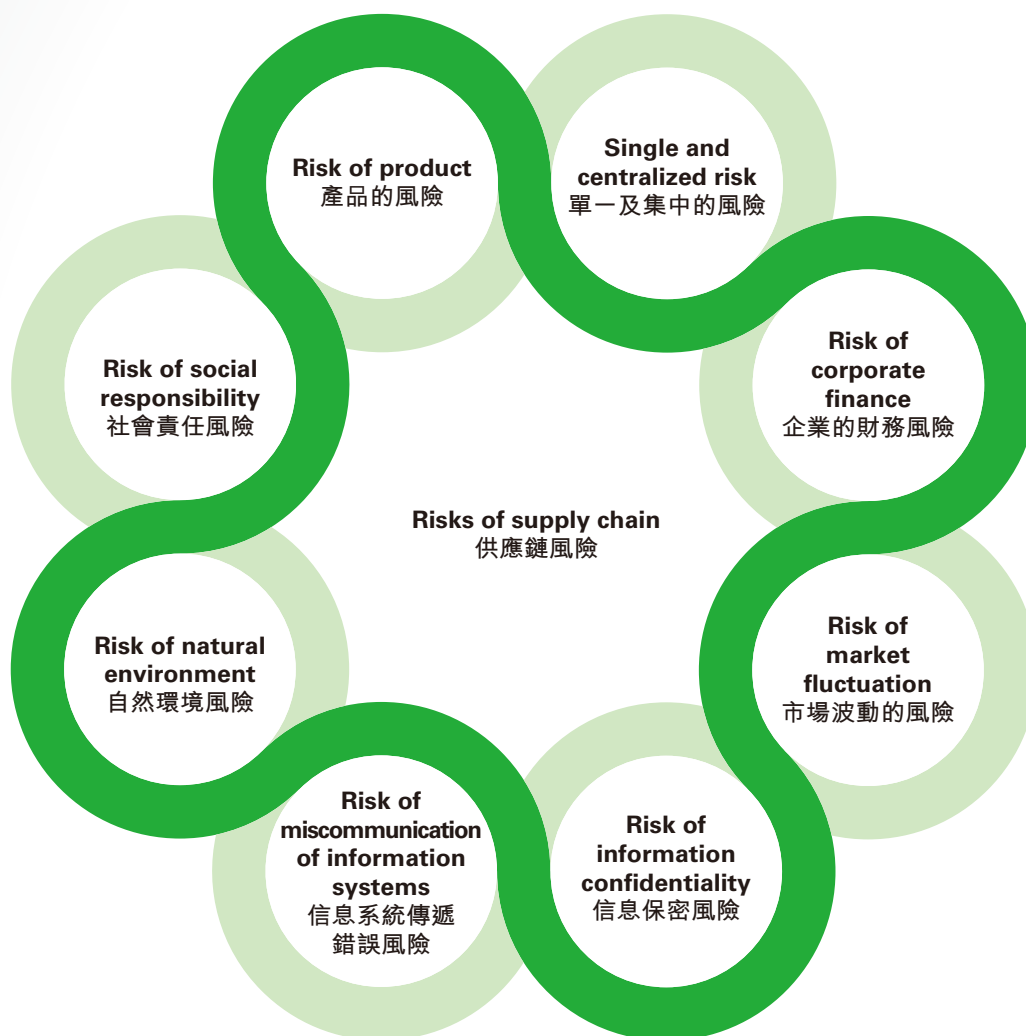 Risk of product
產品的風險
Single and
centralized risk
單一及集中的風險
Risk of
corporate
finance
企業的財務風險
Risk of
market
fluctuation
市場波動的風險
Risk of
information
confidentiality
信息保密風險
Risk of
miscommunication
of information
systems
信息系統傳遞
錯誤風險
Risk of natural
environment
自然環境風險
Risk of social
responsibility
社會責任風險
Risks of supply chain
供應鏈風險